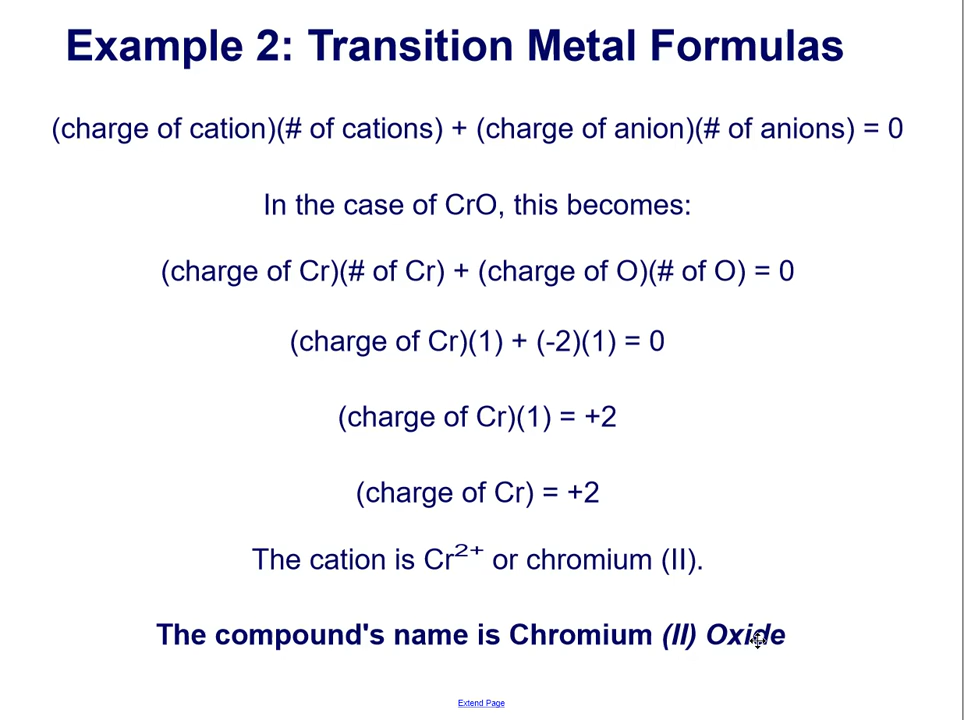 Example 2: Transition Metal Formulas
(charge of cation)(# of cations) + (charge of anion)(# of anions) = 0
In the case of CrO, this becomes:
(charge of Cr)(# of Cr) + (charge of O)(# of O) = 0
(charge of Cr)(1) + (-2)(1) = 0
(charge of Cr)(1) = +2
(charge of Cr) = +2
The cation is Cr²⁺ or chromium (II).
The compound's name is Chromium (II) Oxide
Extend Page